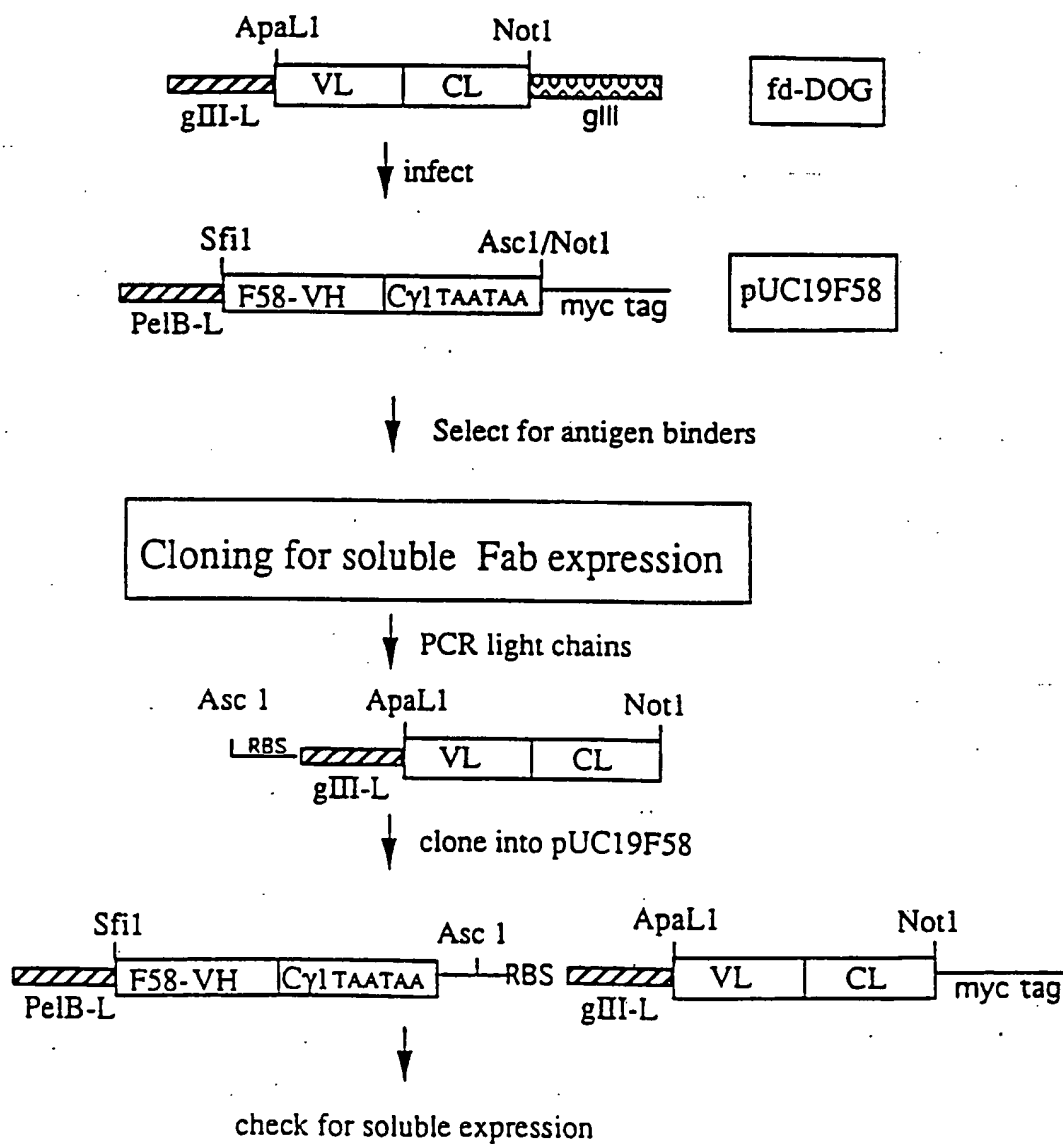 ApaL1 Not1
VL CL
gIII-L gIII
fd-DOG
infect
Sfi1 Asc1/Not1
F58-VH Cγ1 TAATAA
PelB-L myc tag
pUC19F58
Select for antigen binders
Cloning for soluble Fab expression
PCR light chains
Asc 1 ApaL1 Not1
RBS VL CL
gIII-L
clone into pUC19F58
Sfi1 Asc 1 ApaL1 Not1
F58-VH Cγ1 TAATAA RBS VL CL
PelB-L gIII-L myc tag
check for soluble expression